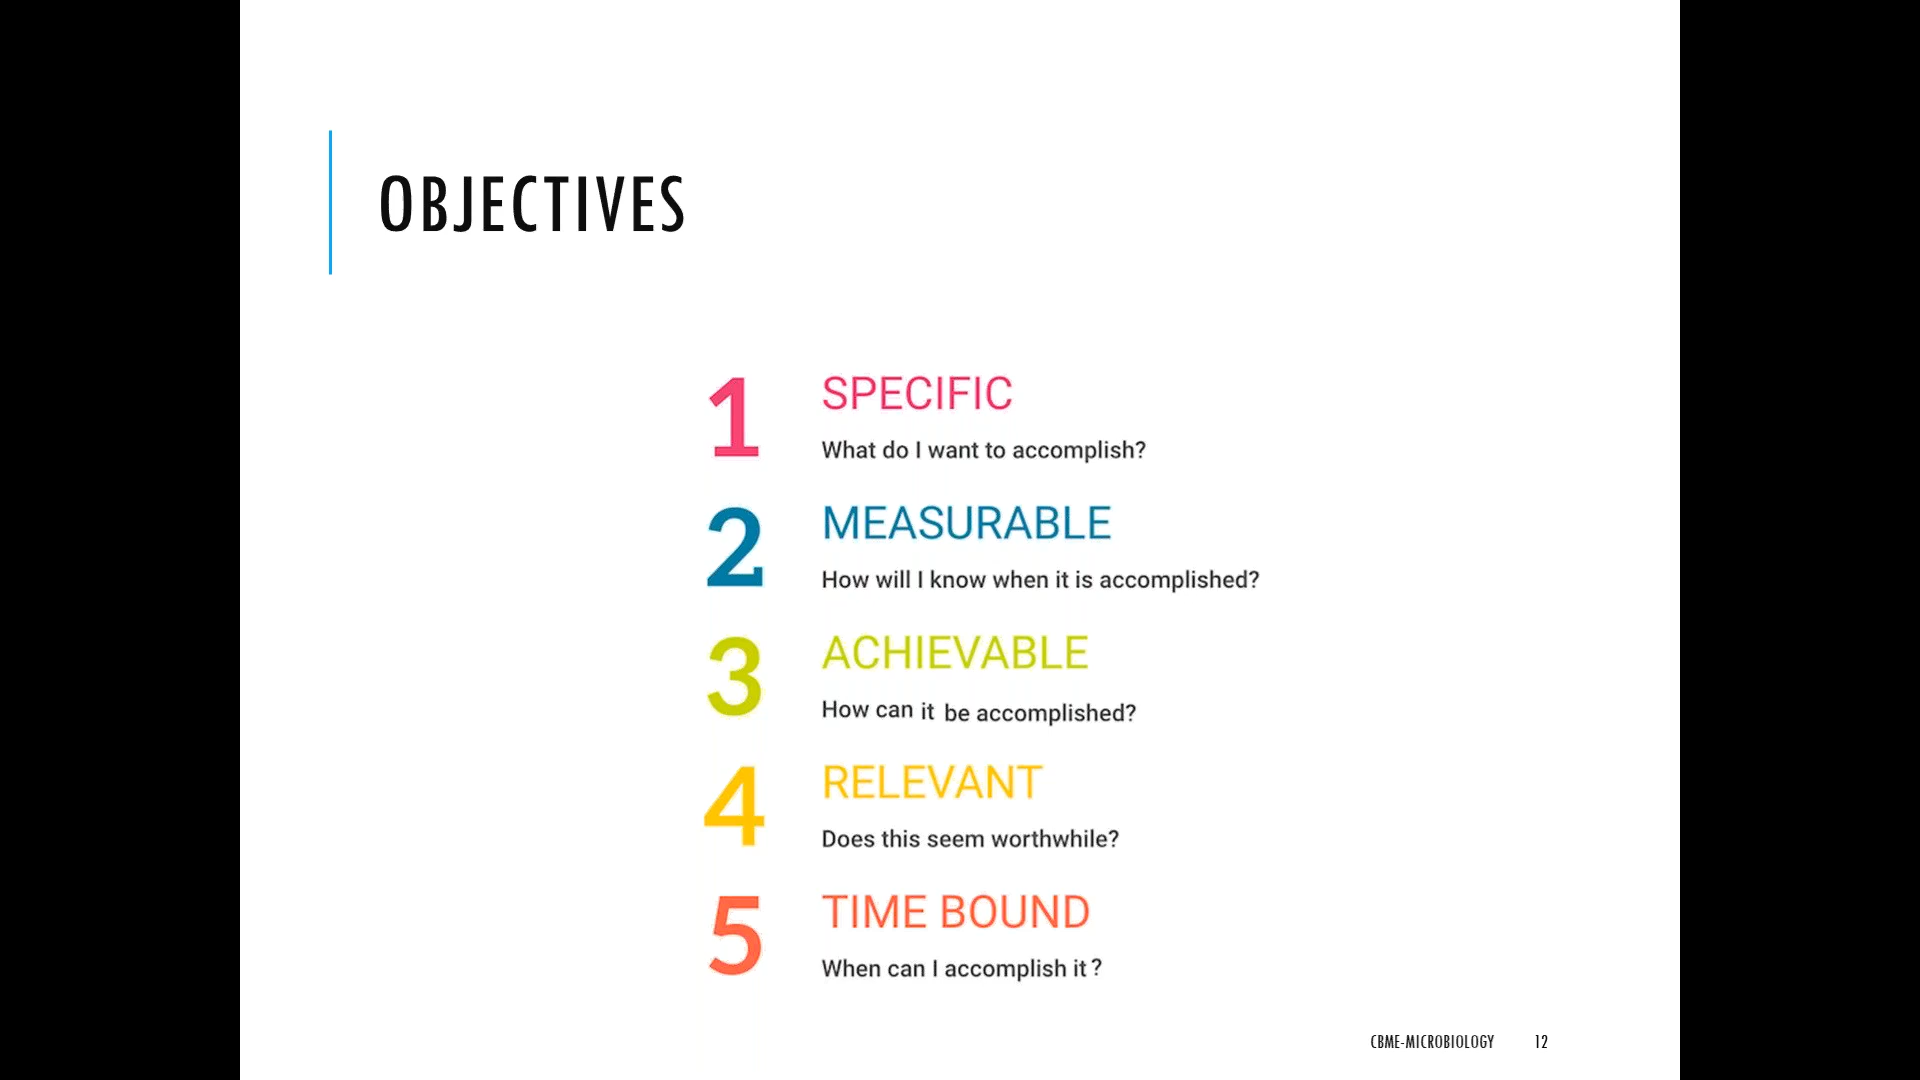 OBJECTIVES
1 SPECIFIC
What do I want to accomplish?
2 MEASURABLE
How will I know when it is accomplished?
3 ACHIEVABLE
How can it be accomplished?
4 RELEVANT
Does this seem worthwhile?
5 TIME BOUND
When can I accomplish it?
CBME-MICROBIOLOGY 12